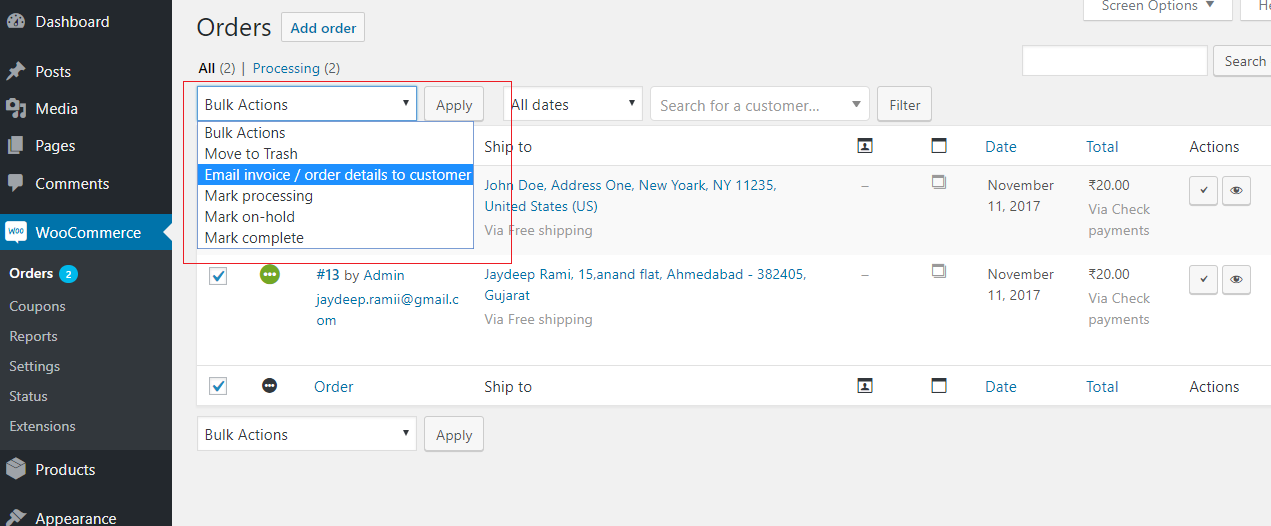 Dashboard
Posts
Media
Pages
Comments
WOO WooCommerce
Orders 2
Coupons
Reports
Settings
Status
Extensions
Products
Appearance
Screen Options ▼
Orders Add order
All (2) | Processing (2)
Search
Bulk Actions Apply All dates Search for a customer... Filter
Bulk Actions
Move to Trash
Email invoice / order details to customer
Mark processing
Mark on-hold
Mark complete
Ship to Date Total Actions
John Doe, Address One, New Yoark, NY 11235, – November ₹20.00
United States (US) 11, 2017 Via Check
Via Free shipping payments
#13 by Admin Jaydeep Rami, 15,anand flat, Ahmedabad - 382405, – November ₹20.00
jaydeep.ramii@gmail.c Gujarat 11, 2017 Via Check
om Via Free shipping payments
Order Ship to Date Total Actions
Bulk Actions Apply